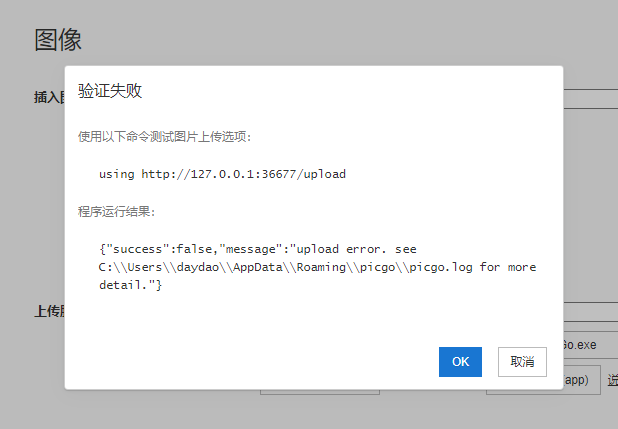 图像
插入图
验证失败
使用以下命令测试图片上传选项:
using http://127.0.0.1:36677/upload
程序运行结果:
{"success":false,"message":"upload error. see
C:\\Users\\daydao\\AppData\\Roaming\\picgo\\picgo.log for more
detail."}
上传服
Go.exe
OK
取消
app)